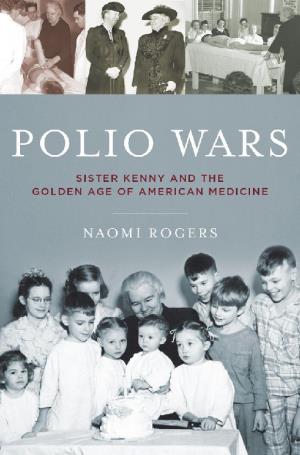 POLIO WARS
SISTER KENNY AND THE
GOLDEN AGE OF AMERICAN MEDICINE
NAOMI ROGERS